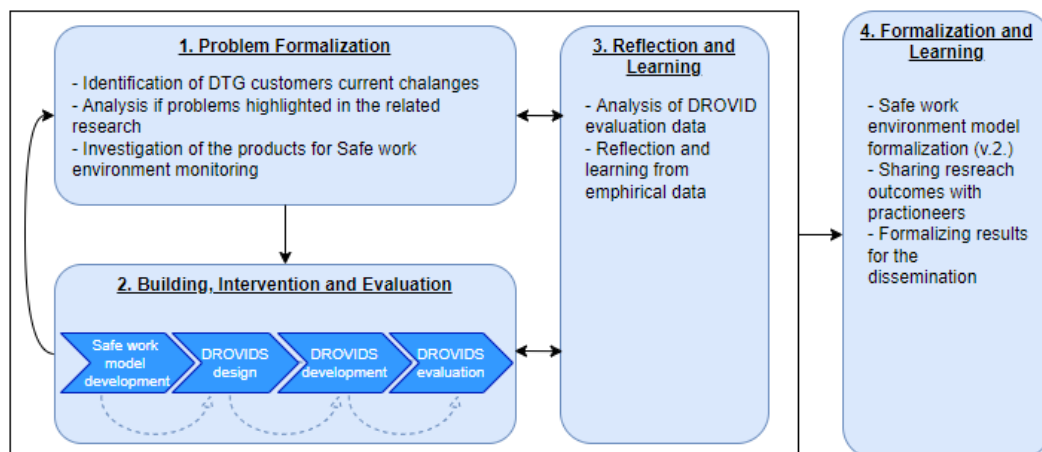 1. Problem Formalization
- Identification of DTG customers current chalanges
- Analysis if problems highlighted in the related
research
- Investigation of the products for Safe work
environment monitoring
2. Building, Intervention and Evaluation
Safe work
model
development
DROVIDS
design
DROVIDS
development
DROVIDS
evaluation
3. Reflection and
Learning
- Analysis of DROVID
evaluation data
- Reflection and
learning from
emphirical data
4. Formalization and
Learning
- Safe work
environment model
formalization (v.2.)
- Sharing resreach
outcomes with
practioneers
- Formalizing results
for the
dissemination